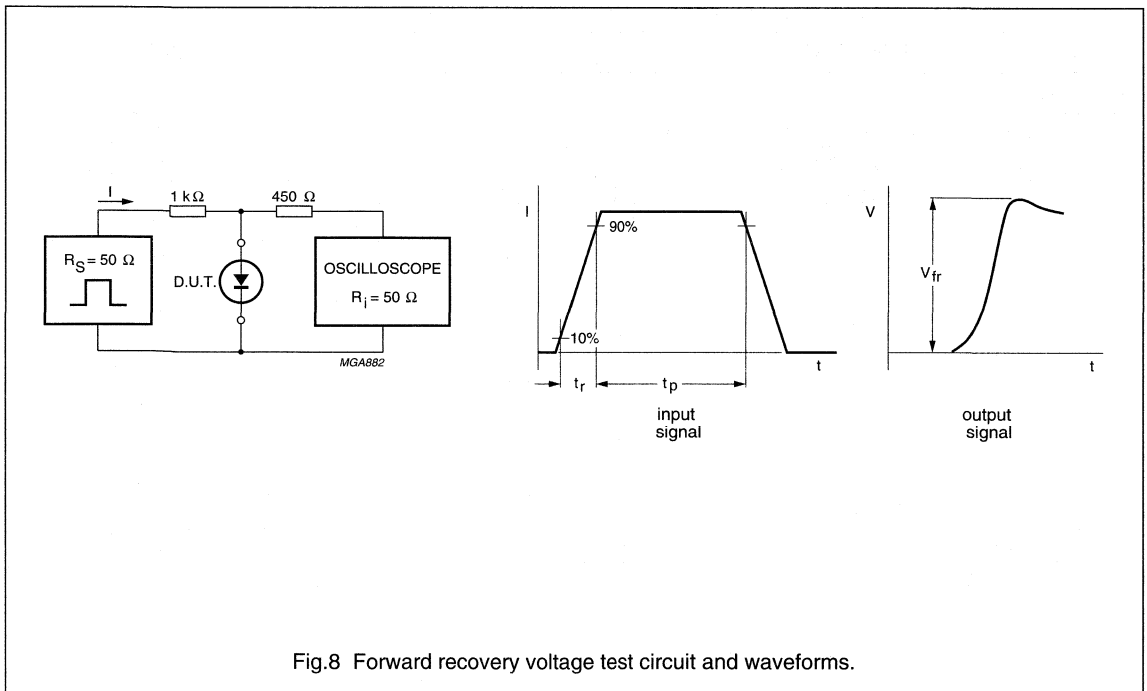 I
1 kΩ
450 Ω
R_S = 50 Ω
D.U.T.
OSCILLOSCOPE
R_i = 50 Ω
MGA882
I
90%
10%
t
t_r
t_p
input
signal
V
V_fr
t
output
signal
Fig.8 Forward recovery voltage test circuit and waveforms.